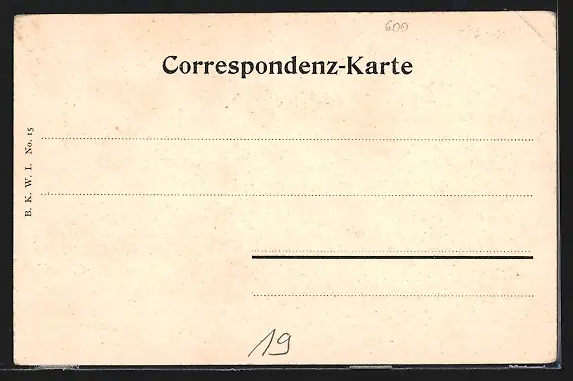 600
Correspondenz-Karte
B. K. W. I. No. 15
19